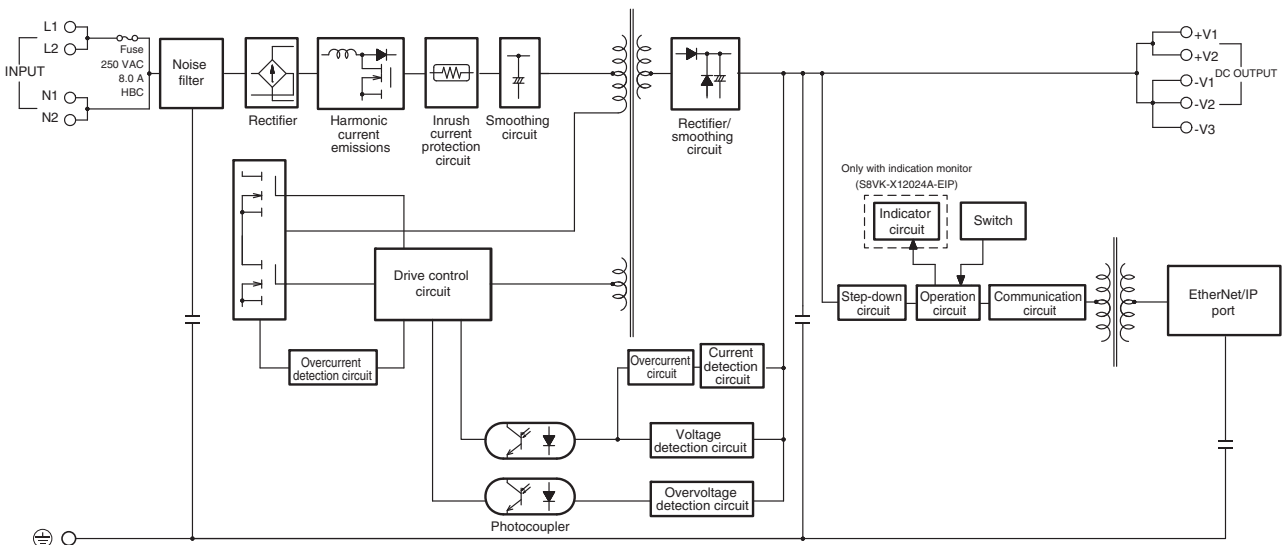 L1
L2
INPUT
N1
N2
Fuse
250 VAC
8.0 A
HBC
Noise
filter
Rectifier
Harmonic
current
emissions
Inrush
current
protection
circuit
Smoothing
circuit
Rectifier/
smoothing
circuit
+V1
+V2
DC OUTPUT
-V1
-V2
-V3
Only with indication monitor
(S8VK-X12024A-EIP)
Indicator
circuit
Switch
Drive control
circuit
Step-down
circuit
Operation
circuit
Communication
circuit
EtherNet/IP
port
Overcurrent
detection circuit
Overcurrent
circuit
Current
detection
circuit
Voltage
detection circuit
Overvoltage
detection circuit
Photocoupler